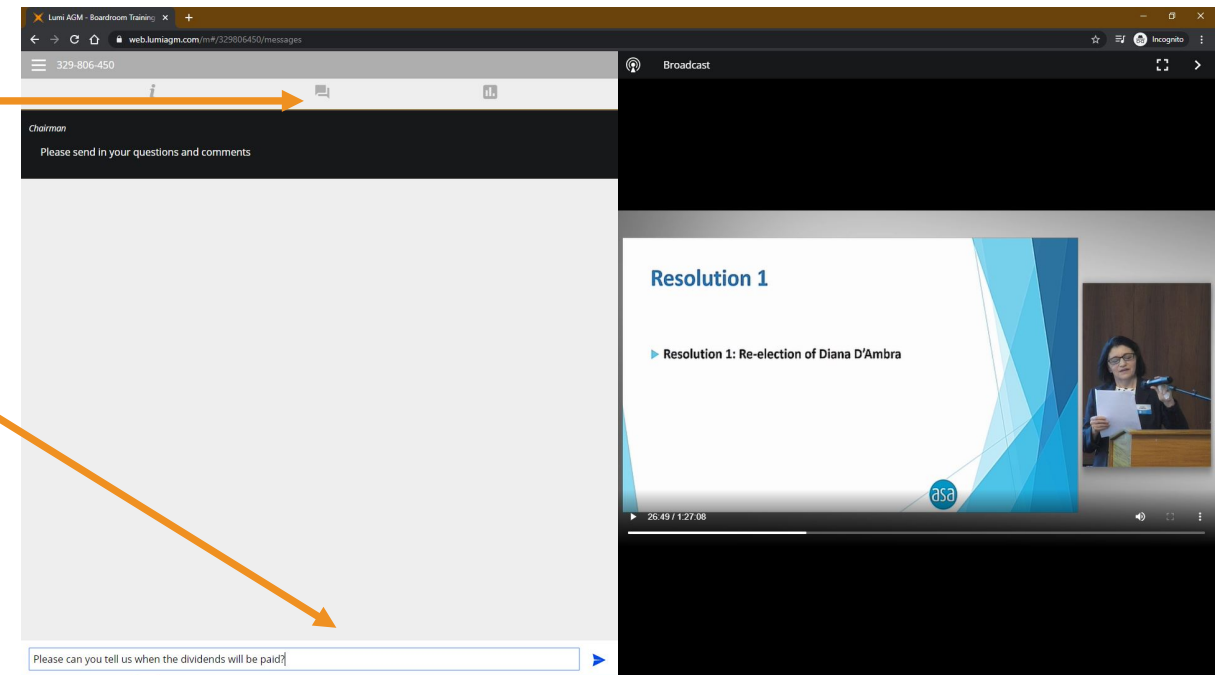 Lumi AGM - Boardroom Training
web.lumiagm.com/m#/329806450/messages
Incognito
329-806-450
Broadcast
i
Chairman
Please send in your questions and comments
Resolution 1
Resolution 1: Re-election of Diana D'Ambra
asa
26:49 / 1:27:08
Please can you tell us when the dividends will be paid?